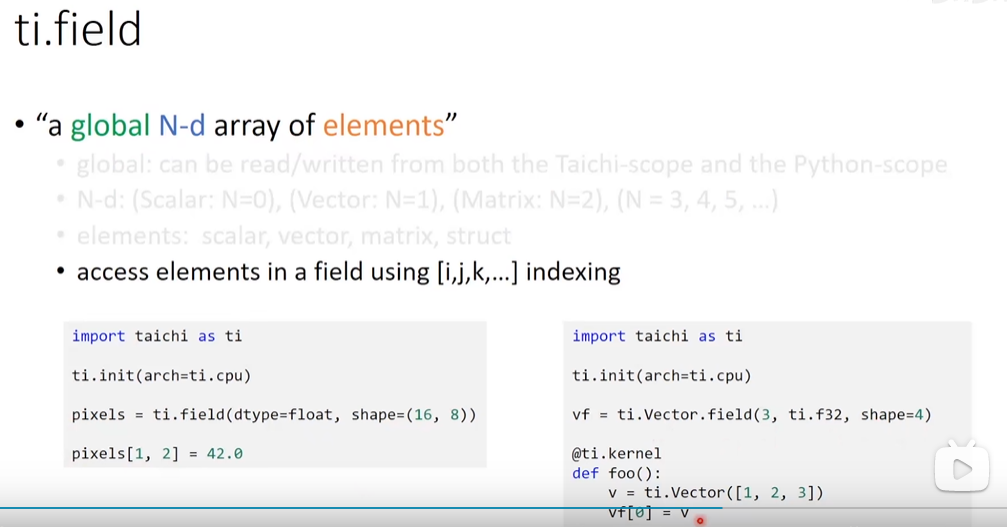 ti.field
• “a global N-d array of elements”
• global: can be read/written from both the Taichi-scope and the Python-scope
• N-d: (Scalar: N=0), (Vector: N=1), (Matrix: N=2), (N = 3, 4, 5, …)
• elements: scalar, vector, matrix, struct
• access elements in a field using [i,j,k,…] indexing
import taichi as ti
ti.init(arch=ti.cpu)
pixels = ti.field(dtype=float, shape=(16, 8))
pixels[1, 2] = 42.0
import taichi as ti
ti.init(arch=ti.cpu)
vf = ti.Vector.field(3, ti.f32, shape=4)
@ti.kernel
def foo():
    v = ti.Vector([1, 2, 3])
    vf[0] = v